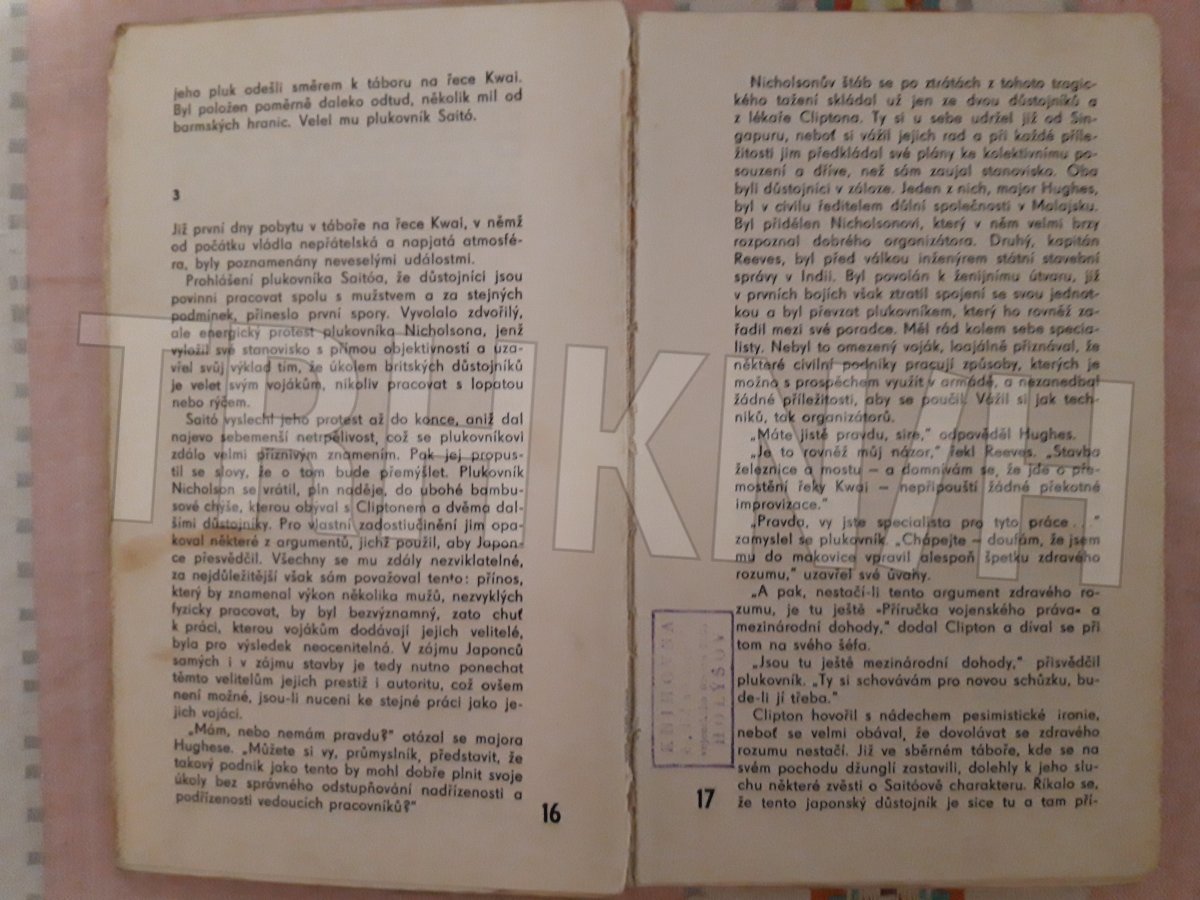 jeho pluk odešli směrem k táboru na řece Kwai.
Byl položen poměrně daleko odtud, několik mil od
barmských hranic. Velel mu plukovník Saitó.
3
Již první dny pobytu v táboře na řece Kwai, v němž
od počátku vládla nepřátelská a napjatá atmosfé-
ra, byly poznamenány neveselými událostmi.
Prohlášení plukovníka Saitóa, že důstojníci jsou
povinni pracovat spolu s mužstvem a za stejných
podmínek, přineslo první spory. Vyvolalo zdvořilý,
ale energický protest plukovníka Nicholsona, jenž
vyložil své stanovisko s přímou objektivností a uza-
vřel svůj výklad tím, že úkolem britských důstojníků
je velet svým vojákům, nikoliv pracovat s lopatou
nebo rýčem.
Saitó vyslechl jeho protest až do konce, aniž dal
najevo sebemenší netrpělivost, což se plukovníkovi
zdálo velmi příznivým znamením. Pak jej propus-
til se slovy, že o tom bude přemýšlet. Plukovník
Nicholson se vrátil, pln naděje, do ubohé bambu-
sové chýše, kterou obýval s Cliptonem a dvěma dal-
šími důstojníky. Pro vlastní zadostiučinění jim opa-
koval některé z argumentů, jichž použil, aby Japon-
ce přesvědčil. Všechny se mu zdály nezviklatelné,
za nejdůležitější však sám považoval tento: přínos,
který by znamenal výkon několika mužů, nezvyklých
fyzicky pracovat, by byl bezvýznamný, zato chuť
k práci, kterou vojákům dodávají jejich velitelé,
byla pro výsledek neocenitelná. V zájmu Japonců
samých i v zájmu stavby je tedy nutno ponechat
těmto velitelům jejich prestiž i autoritu, což ovšem
není možné, jsou-li nuceni ke stejné práci jako je-
jich vojáci.
„Mám, nebo nemám pravdu?“ otázal se majora
Hughese. „Můžete si vy, průmyslník, představit, že
takový podnik jako tento by mohl dobře plnit svoje
úkoly bez správného odstupňování nadřízenosti a
podřízenosti vedoucích pracovníků?“
16
Nicholsonův štáb se po ztrátách z tohoto tragic-
kého tažení skládal už jen ze dvou důstojníků a
z lékaře Cliptona. Ty si u sebe udržel již od Sin-
gapuru, neboť si vážil jejich rad a při každé příle-
žitosti jim předkládal své plány ke kolektivnímu po-
souzení a dříve, než sám zaujal stanovisko. Oba
byli důstojníci v záloze. Jeden z nich, major Hughes,
byl v civilu ředitelem důlní společnosti v Malajsku.
Byl přidělen Nicholsonovi, který v něm velmi brzy
rozpoznal dobrého organizátora. Druhý, kapitán
Reeves, byl před válkou inženýrem státní stavební
správy v Indii. Byl povolán k ženijnímu útvaru, již
v prvních bojích však ztratil spojení se svou jednot-
kou a byl převzat plukovníkem, který ho rovněž za-
řadil mezi své poradce. Měl rád kolem sebe specia-
listy. Nebyl to omezený voják, loajálně přiznával, že
některé civilní podniky pracují způsoby, kterých je
možno s prospěchem využít v armádě, a nezanedbal
žádné příležitosti, aby se poučil. Vážil si jak tech-
niků, tak organizátorů.
„Máte jistě pravdu, sire,“ odpověděl Hughes.
„Je to rovněž můj názor,“ řekl Reeves. „Stavba
železnice a mostu — a domnívám se, že jde o pře-
mostění řeky Kwai — nepřipouští žádné překotné
improvizace.“
„Pravda, vy jste specialista pro tyto práce...“
zamyslel se plukovník. „Chápejte — doufám, že jsem
mu do makovice vpravil alespoň špetku zdravého
rozumu,“ uzavřel své úvahy.
„A pak, nestačí-li tento argument zdravého ro-
zumu, je tu ještě »Příručka vojenského práva« a
mezinárodní dohody,“ dodal Clipton a díval se při
tom na svého šéfa.
„Jsou tu ještě mezinárodní dohody,“ přisvědčil
plukovník. „Ty si schovávám pro novou schůzku, bu-
de-li jí třeba.“
Clipton hovořil s nádechem pesimistické ironie,
neboť se velmi obával, že dovolávat se zdravého
rozumu nestačí. Již ve sběrném táboře, kde se na
svém pochodu džunglí zastavili, dolehly k jeho slu-
chu některé zvěsti o Saitóově charakteru. Říkalo se,
že tento japonský důstojník je sice tu a tam pří-
17
KNIHOVNA
HOLÝŠOV
TROKNIH